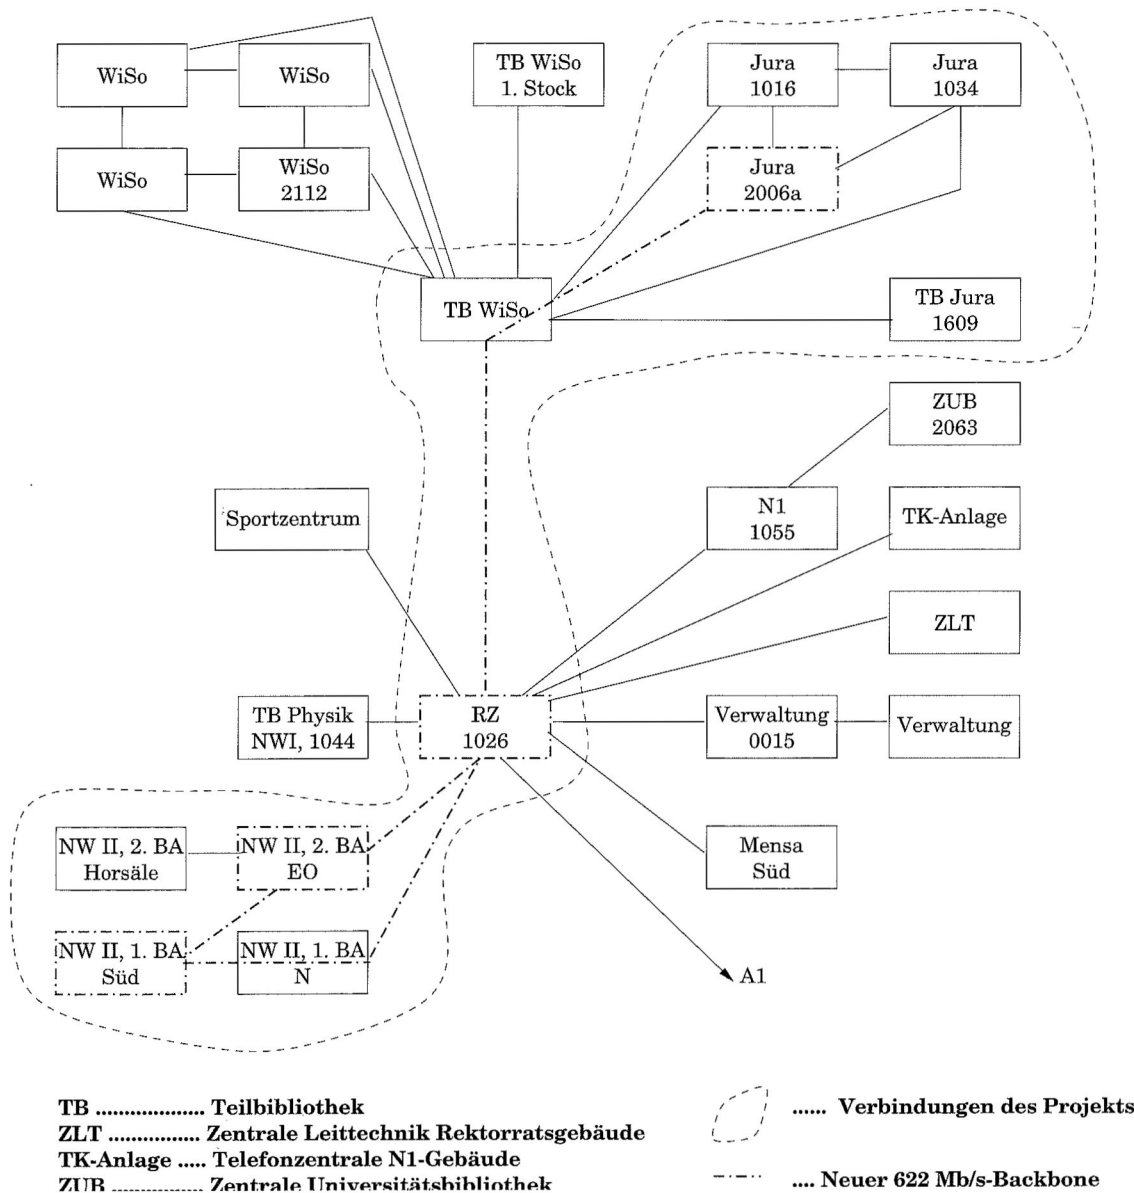 WiSo
WiSo
TB WiSo
1. Stock
Jura
1016
Jura
1034
WiSo
WiSo
2112
Jura
2006a
TB WiSo
TB Jura
1609
ZUB
2063
Sportzentrum
N1
1055
TK-Anlage
ZLT
TB Physik
NWI, 1044
RZ
1026
Verwaltung
0015
Verwaltung
NW II, 2. BA
Horsäle
NW II, 2. BA
EO
Mensa
Süd
NW II, 1. BA
Süd
NW II, 1. BA
N
A1
TB .................... Teilbibliothek
ZLT ................. Zentrale Leittechnik Rektorratsgebäude
TK-Anlage ..... Telefonzentrale N1-Gebäude
ZUB ................. Zentrale Universitätsbibliothek
...... Verbindungen des Projekts
.... Neuer 622 Mb/s-Backbone